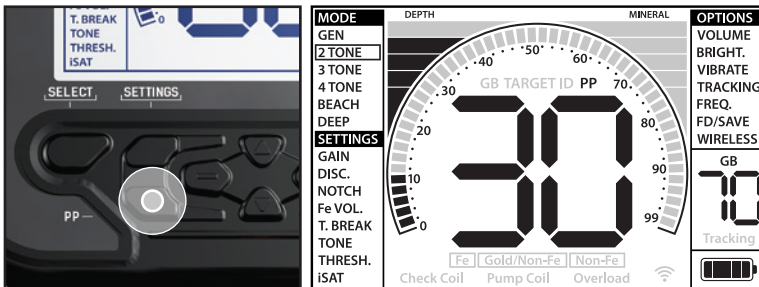 T. BREAK
TONE
THRESH.
iSAT
0
SELECT
SETTINGS
PP
MODE
GEN
2 TONE
3 TONE
4 TONE
BEACH
DEEP
SETTINGS
GAIN
DISC.
NOTCH
Fe VOL.
T. BREAK
TONE
THRESH.
iSAT
DEPTH
MINERAL
0
10
20
30
40
50
60
70
80
90
99
GB TARGET ID PP
30
Fe Gold/Non-Fe Non-Fe
Check Coil Pump Coil Overload
OPTIONS
VOLUME
BRIGHT.
VIBRATE
TRACKING
FREQ.
FD/SAVE
WIRELESS
GB
70
Tracking